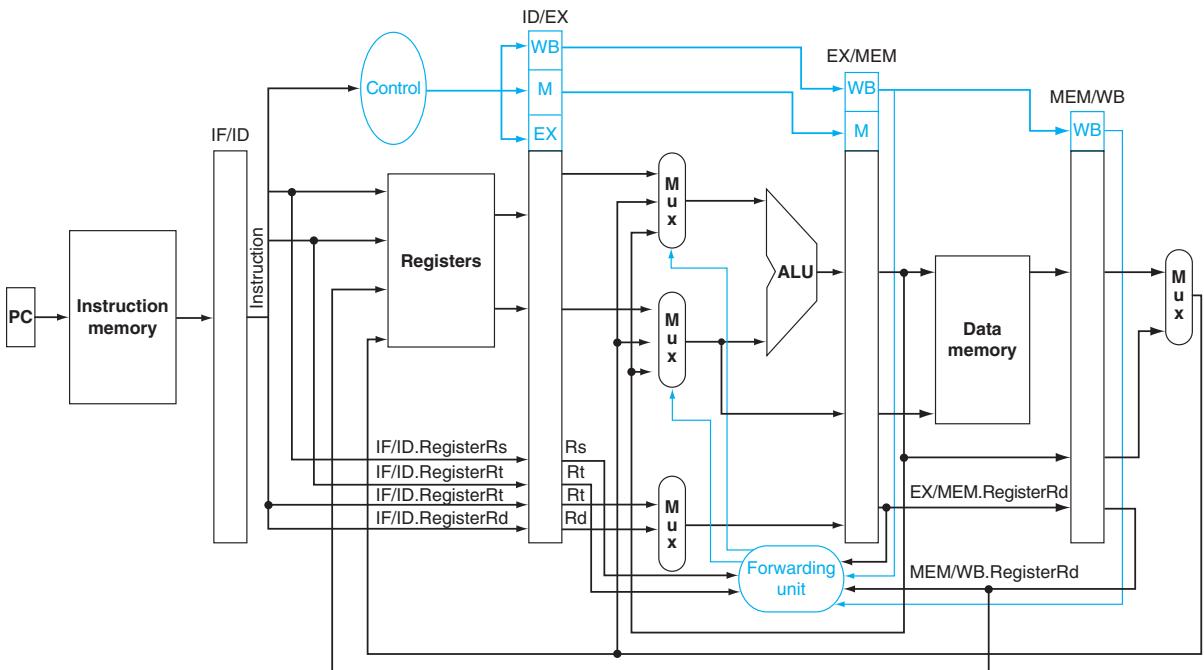 ID/EX
WB
M
EX
Control
EX/MEM
WB
M
MEM/WB
WB
IF/ID
PC
Instruction
memory
Instruction
Registers
M
u
x
M
u
x
ALU
Data
memory
M
u
x
IF/ID.RegisterRs
Rs
IF/ID.RegisterRt
Rt
IF/ID.RegisterRt
Rt
IF/ID.RegisterRd
Rd
M
u
x
EX/MEM.RegisterRd
Forwarding
unit
MEM/WB.RegisterRd